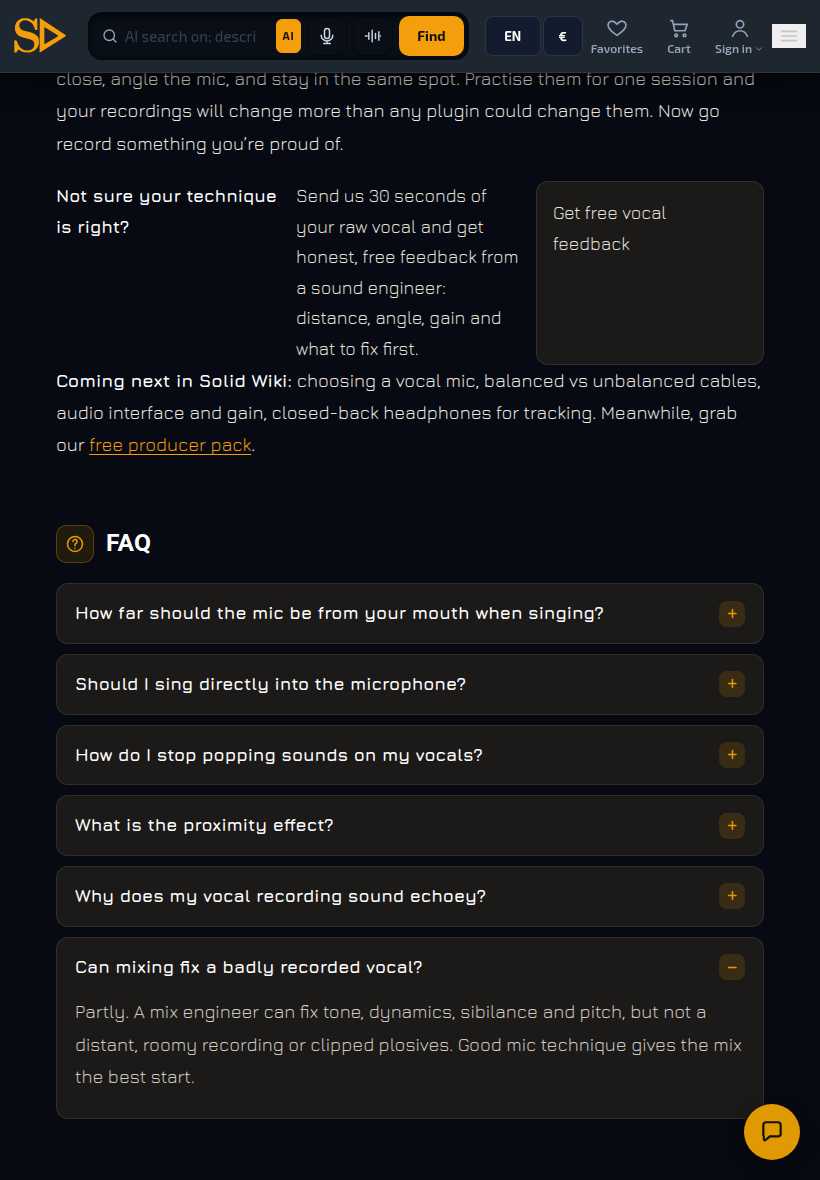 SD
AI search on: descri
AI
Find
EN
€
Favorites
Cart
Sign in
close, angle the mic, and stay in the same spot. Practise them for one session and
your recordings will change more than any plugin could change them. Now go
record something you're proud of.
Not sure your technique
is right?
Send us 30 seconds of
your raw vocal and get
honest, free feedback from
a sound engineer:
distance, angle, gain and
what to fix first.
Get free vocal
feedback
Coming next in Solid Wiki: choosing a vocal mic, balanced vs unbalanced cables,
audio interface and gain, closed-back headphones for tracking. Meanwhile, grab
our free producer pack.
FAQ
How far should the mic be from your mouth when singing?
Should I sing directly into the microphone?
How do I stop popping sounds on my vocals?
What is the proximity effect?
Why does my vocal recording sound echoey?
Can mixing fix a badly recorded vocal?
Partly. A mix engineer can fix tone, dynamics, sibilance and pitch, but not a
distant, roomy recording or clipped plosives. Good mic technique gives the mix
the best start.